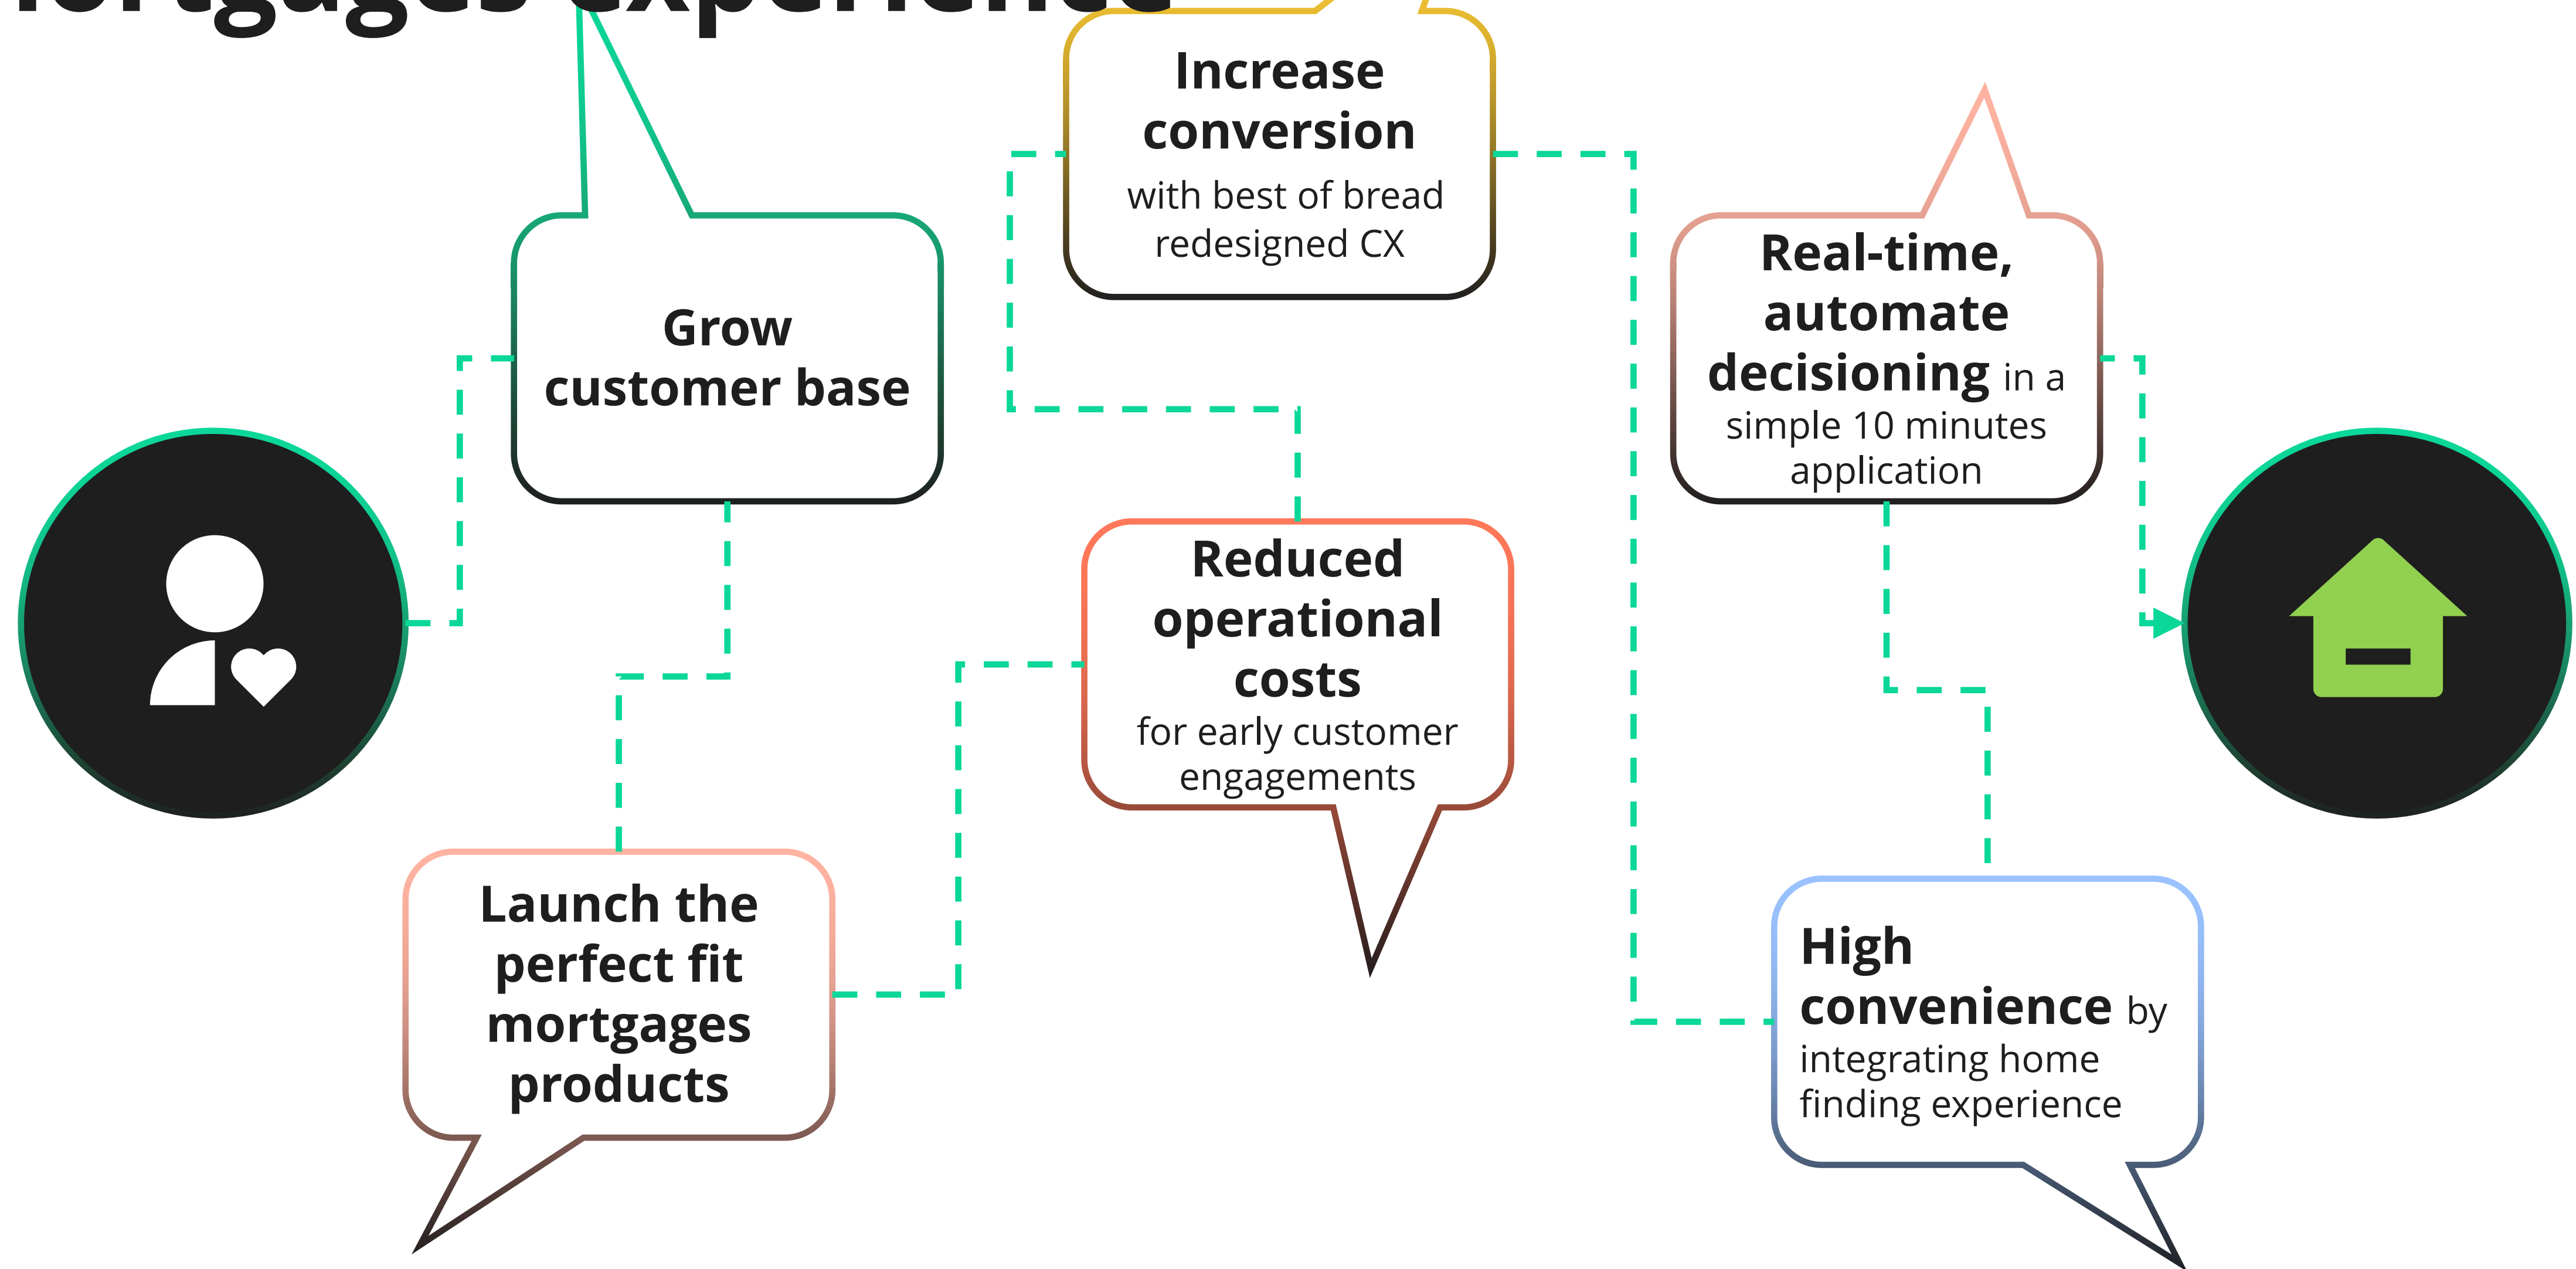 mortgages experience
Increase
conversion
with best of bread
redesigned CX
Real-time,
automate
decisioning in a
simple 10 minutes
application
Grow
customer base
Reduced
operational
costs
for early customer
engagements
Launch the
perfect fit
mortgages
products
High
convenience by
integrating home
finding experience